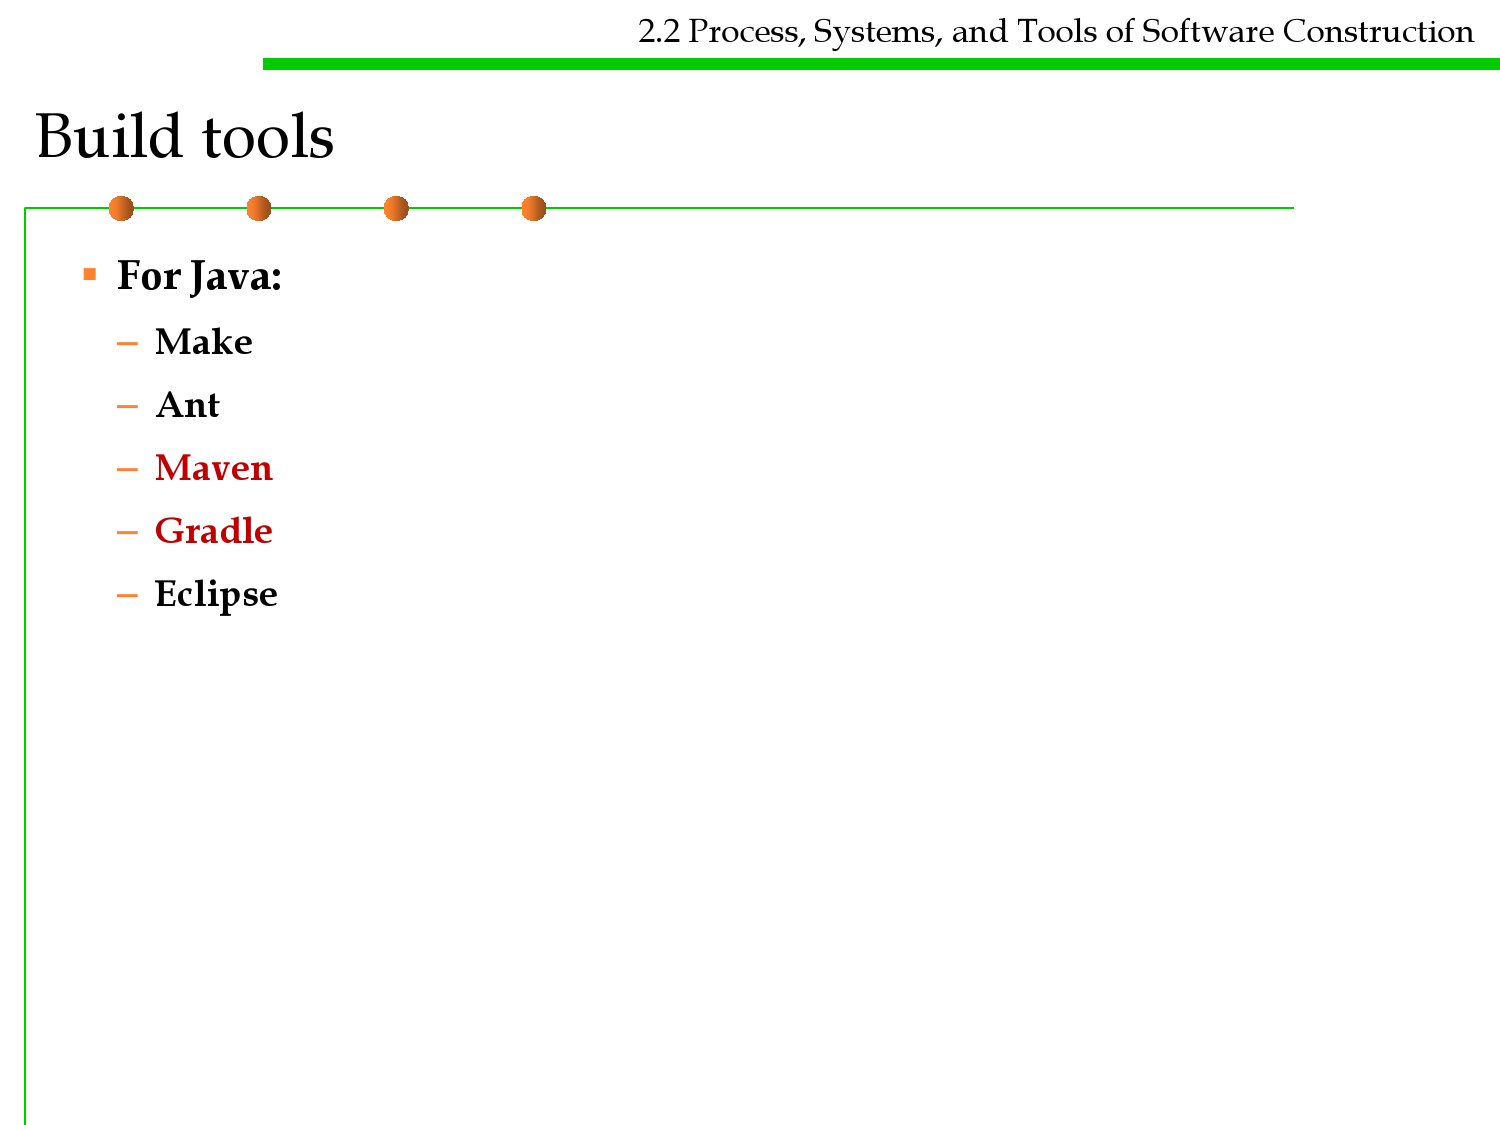 2.2 Process, Systems, and Tools of Software Construction
Build tools
▪ For Java:
– Make
– Ant
– Maven
– Gradle
– Eclipse